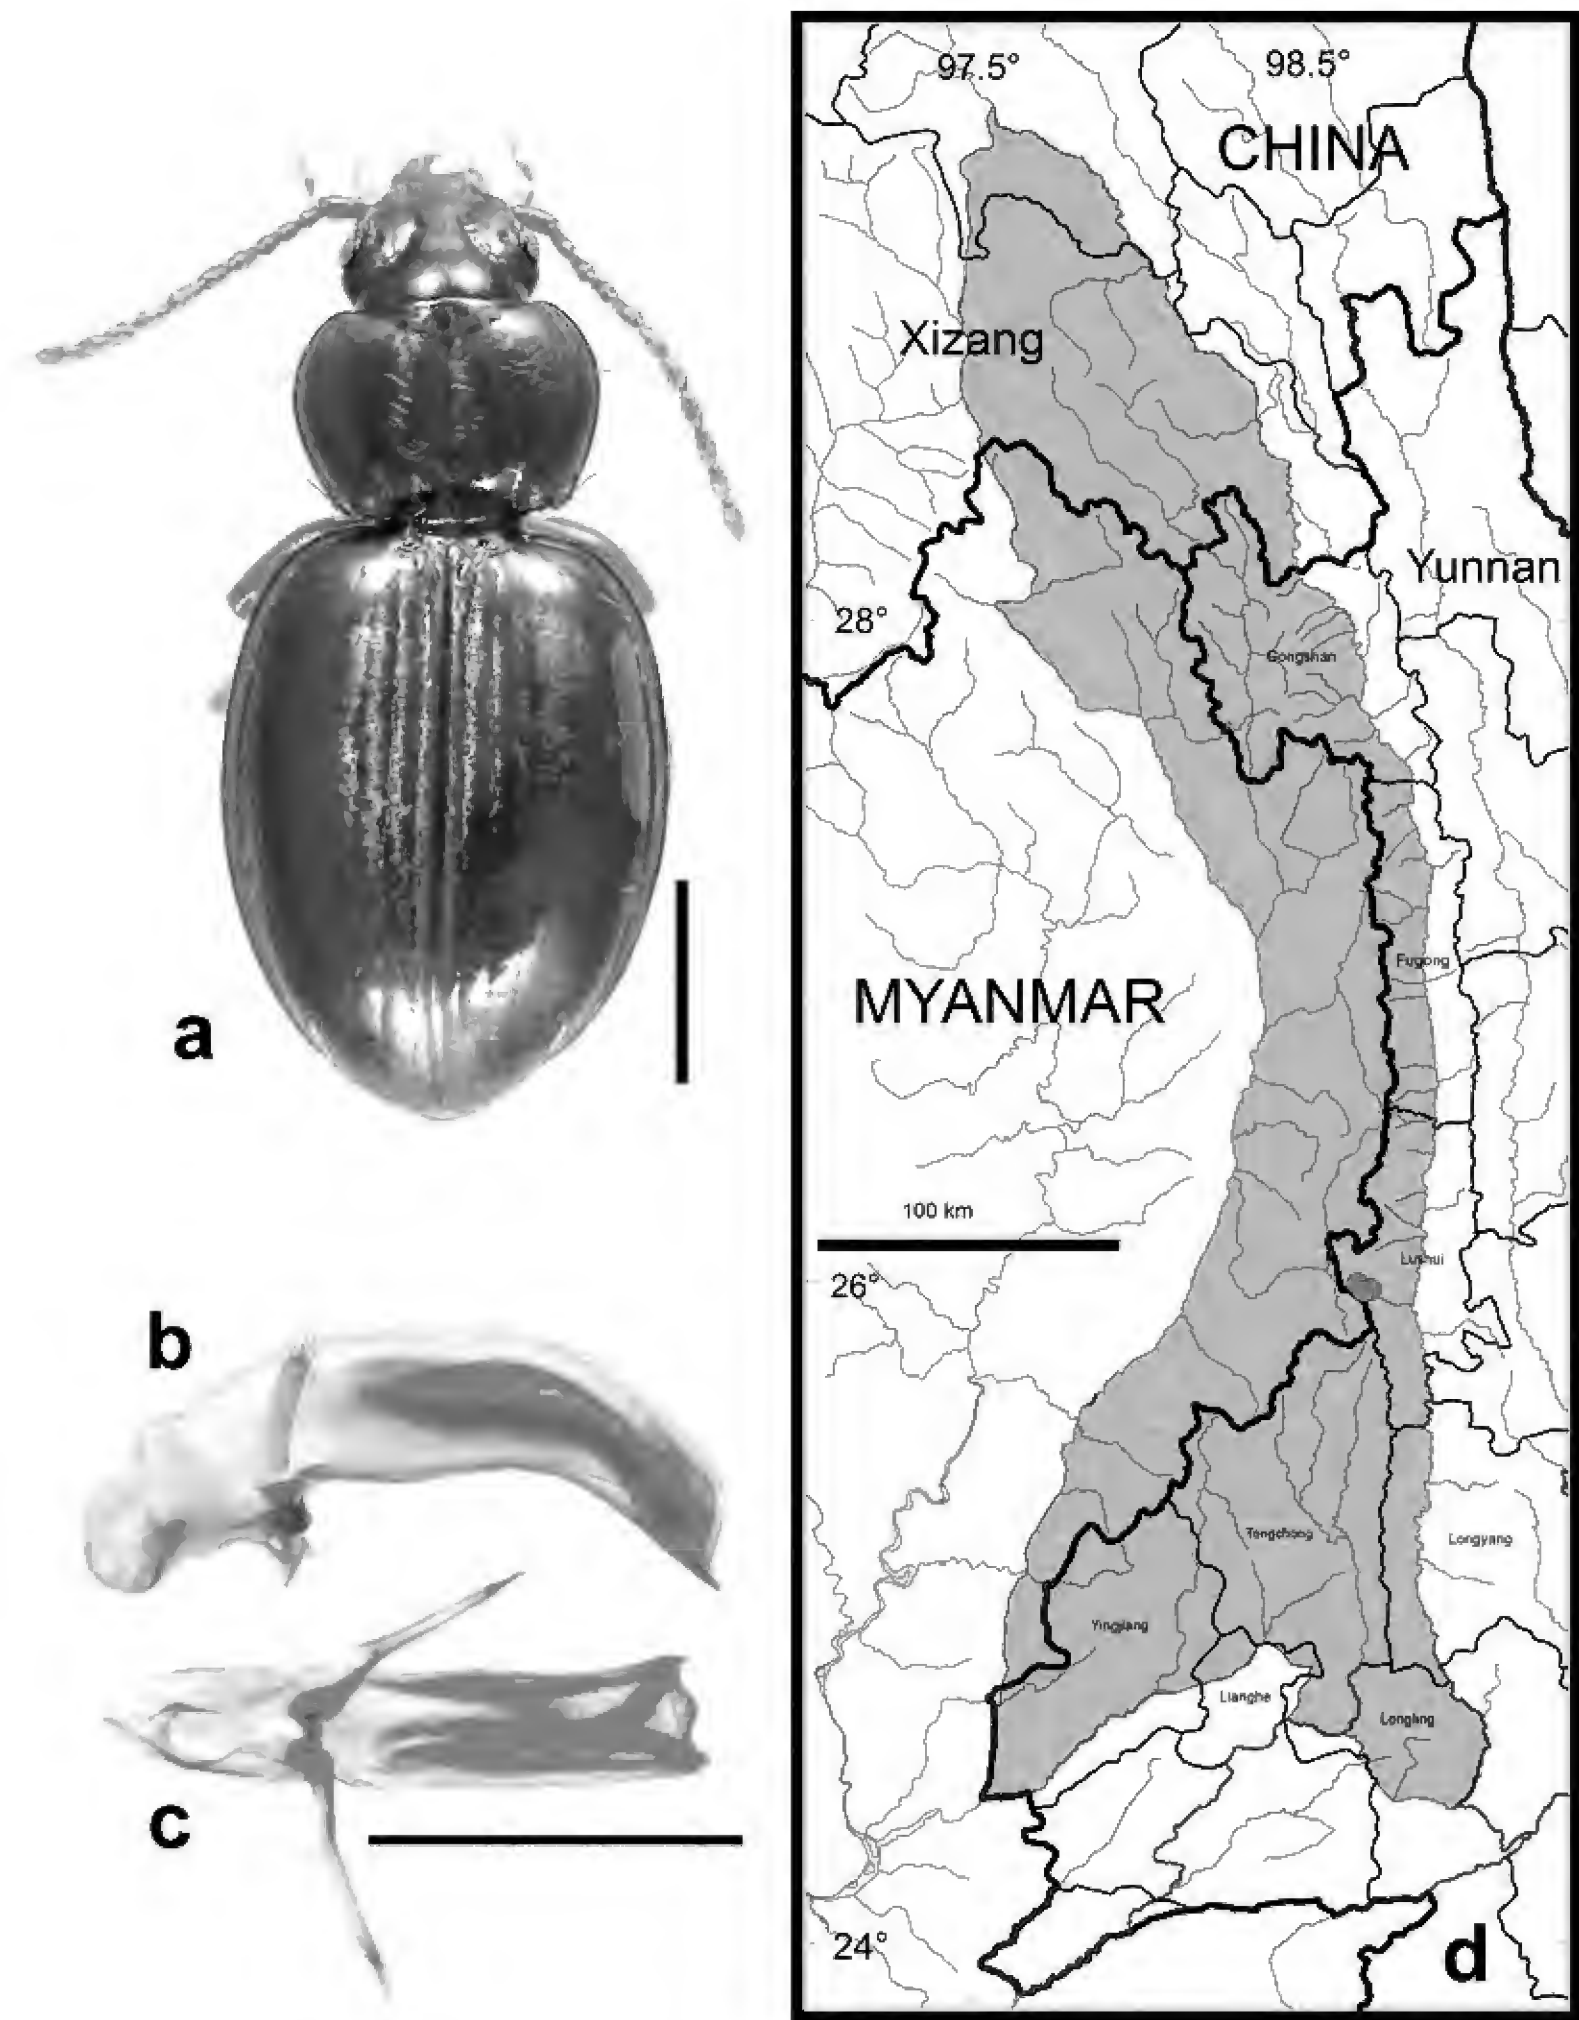 a
b
c
97.5°
98.5°
CHINA
Xizang
Yunnan
28°
Gongshan
Fugong
MYANMAR
100 km
Lushui
26°
Tengchong
Longyang
Yingjiang
Lianghe
Longling
24°
d